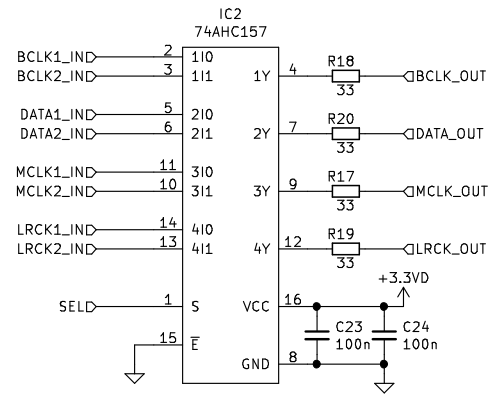 IC2
74AHC157
BCLK1_IN 2 1I0
BCLK2_IN 3 1I1
1Y 4 R18 33 BCLK_OUT
DATA1_IN 5 2I0
DATA2_IN 6 2I1
2Y 7 R20 33 DATA_OUT
MCLK1_IN 11 3I0
MCLK2_IN 10 3I1
3Y 9 R17 33 MCLK_OUT
LRCK1_IN 14 4I0
LRCK2_IN 13 4I1
4Y 12 R19 33 LRCK_OUT
+3.3VD
SEL 1 S
VCC 16
C23 100n
C24 100n
15 E̅
GND 8